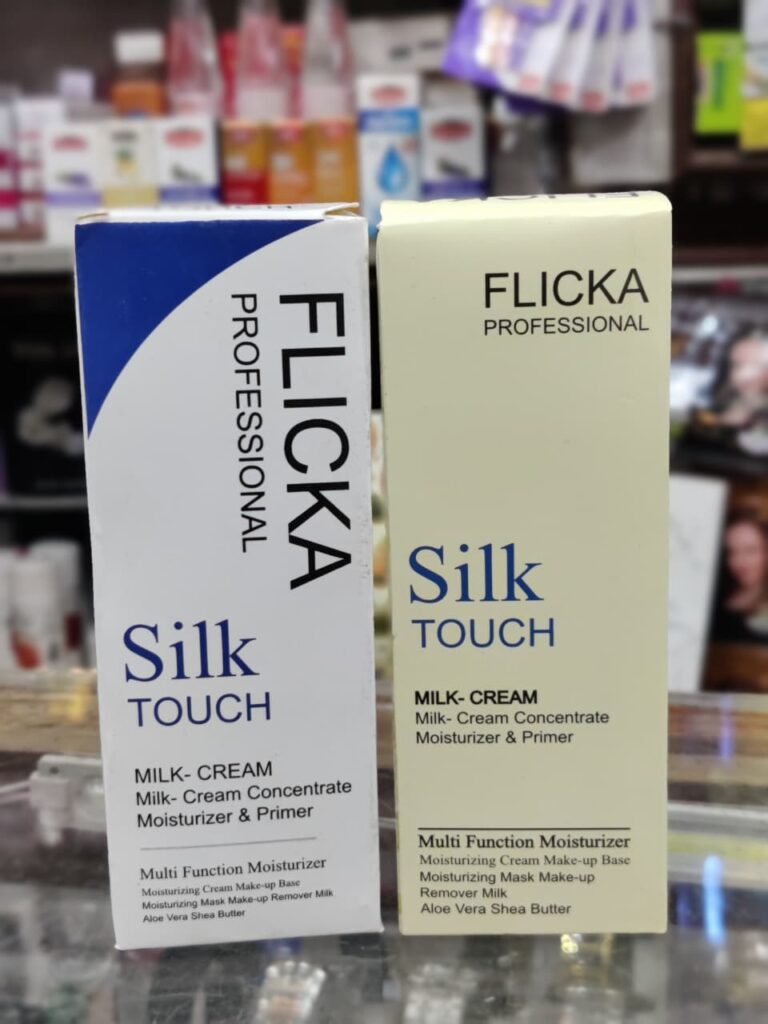 FLICKA
PROFESSIONAL
Silk
TOUCH
MILK- CREAM
Milk- Cream Concentrate
Moisturizer & Primer
Multi Function Moisturizer
Moisturizing Cream Make-up Base
Moisturizing Mask Make-up Remover Milk
Aloe Vera Shea Butter
FLICKA
PROFESSIONAL
Silk
TOUCH
MILK- CREAM
Milk- Cream Concentrate
Moisturizer & Primer
Multi Function Moisturizer
Moisturizing Cream Make-up Base
Moisturizing Mask Make-up
Remover Milk
Aloe Vera Shea Butter